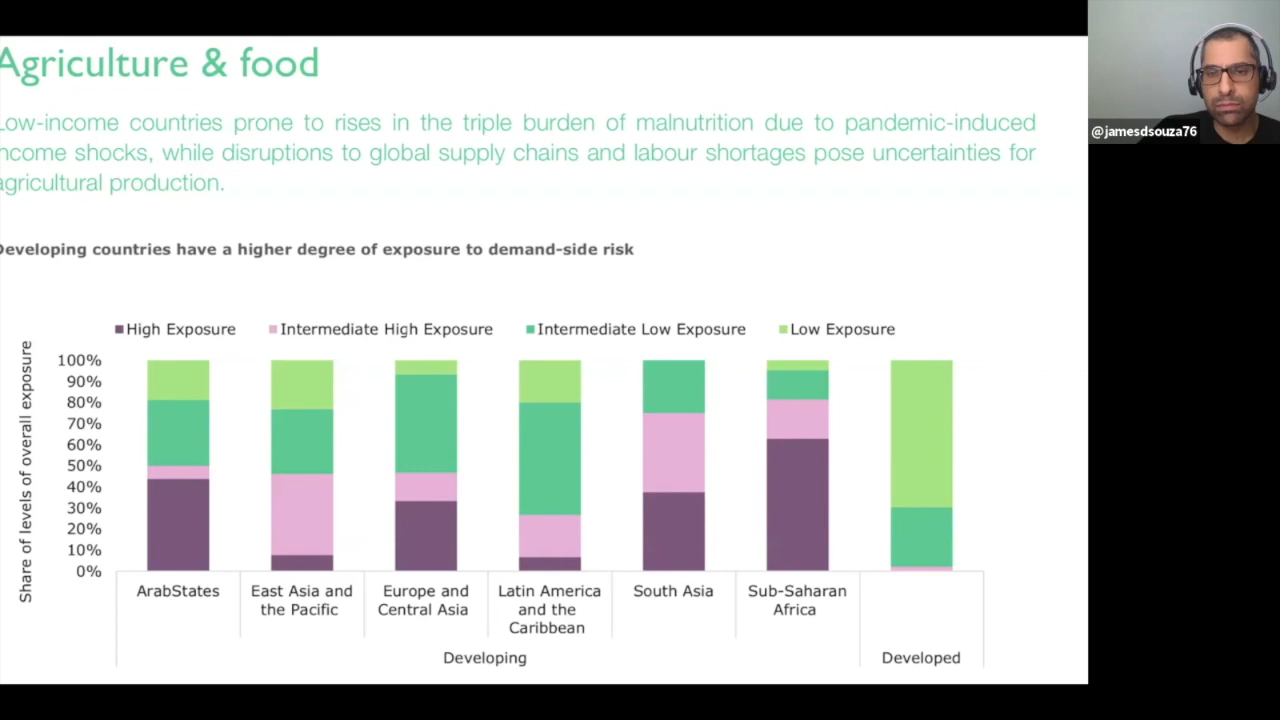 Agriculture & food
Low-income countries prone to rises in the triple burden of malnutrition due to pandemic-induced
income shocks, while disruptions to global supply chains and labour shortages pose uncertainties for
agricultural production.
Developing countries have a higher degree of exposure to demand-side risk
High Exposure
Intermediate High Exposure
Intermediate Low Exposure
Low Exposure
Share of levels of overall exposure
100%
90%
80%
70%
60%
50%
40%
30%
20%
10%
0%
ArabStates
East Asia and
the Pacific
Europe and
Central Asia
Latin America
and the
Caribbean
South Asia
Sub-Saharan
Africa
Developing
Developed
@jamesdsouza76